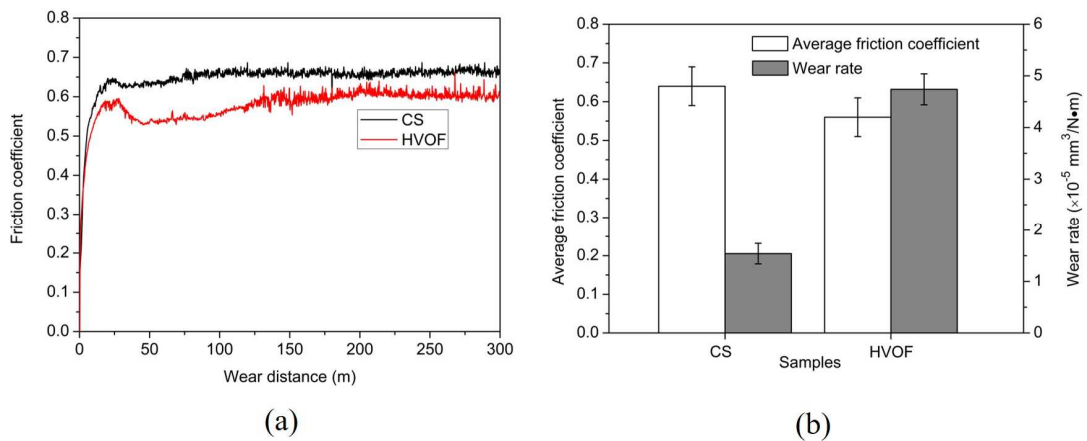 0.8
0.7
0.6
0.5
0.4
0.3
0.2
0.1
0.0
Friction coefficient
CS
HVOF
0 50 100 150 200 250 300
Wear distance (m)
(a)
0.8
0.7
0.6
0.5
0.4
0.3
0.2
0.1
0.0
Average friction coefficient
Average friction coefficient
Wear rate
6
5
4
3
2
1
0
Wear rate (×10⁻⁵ mm³/N•m)
CS HVOF
Samples
(b)